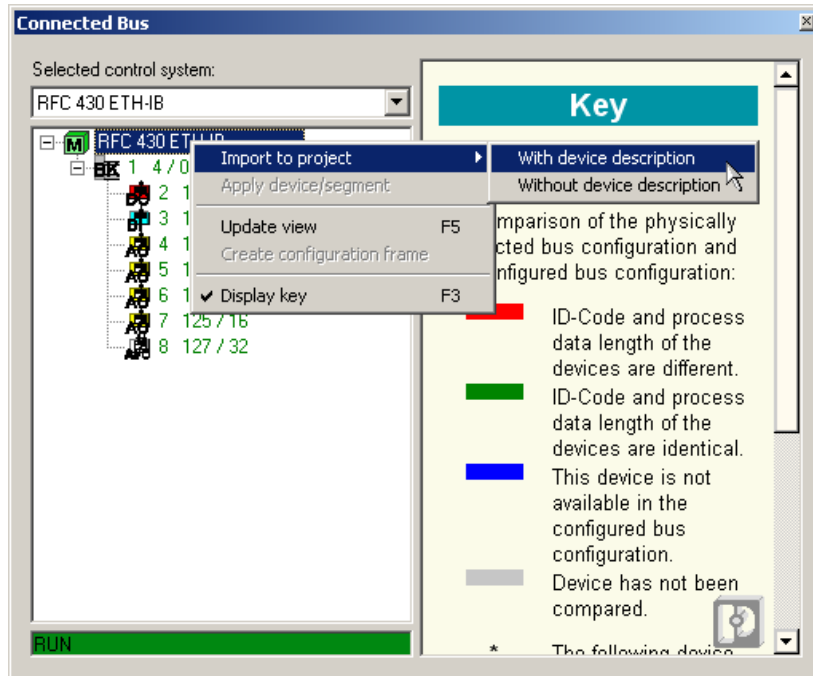 Connected Bus
Selected control system:
RFC 430 ETH-IB
RFC 430 ETH-IB
1 4 / 0
2 1
3 1
4 1
5 1
6 1
7 125 / 16
8 127 / 32
RUN
Import to project
Apply device/segment
Update view F5
Create configuration frame
Display key F3
With device description
Without device description
Key
mparison of the physically
cted bus configuration and
nfigured bus configuration:
ID-Code and process
data length of the
devices are different.
ID-Code and process
data length of the
devices are identical.
This device is not
available in the
configured bus
configuration.
Device has not been
compared.
* The following device